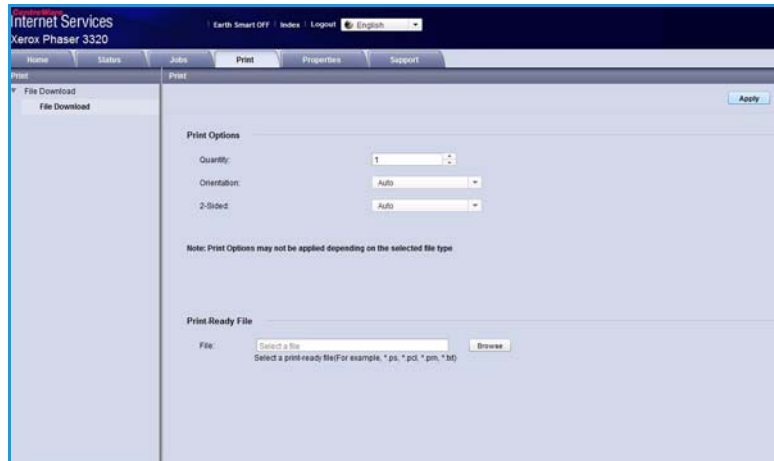 CentreWare
Internet Services
Xerox Phaser 3320
Earth Smart OFF | Index | Logout English
Home Status Jobs Print Properties Support
Print Print
File Download
File Download
Apply
Print Options
Quantity: 1
Orientation: Auto
2-Sided: Auto
Note: Print Options may not be applied depending on the selected file type
Print-Ready File
File: Select a file Browse
Select a print-ready file(For example, *.ps, *.pcl, *.prn, *.txt)